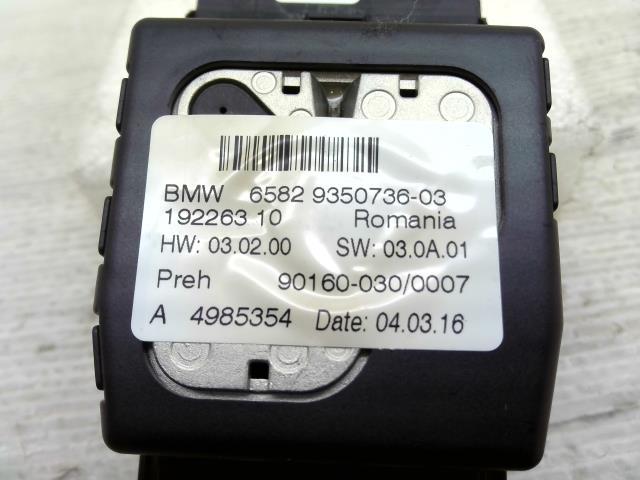 BMW 6582 9350736-03
192263 10 Romania
HW: 03.02.00 SW: 03.0A.01
Preh 90160-030/0007
A 4985354 Date: 04.03.16